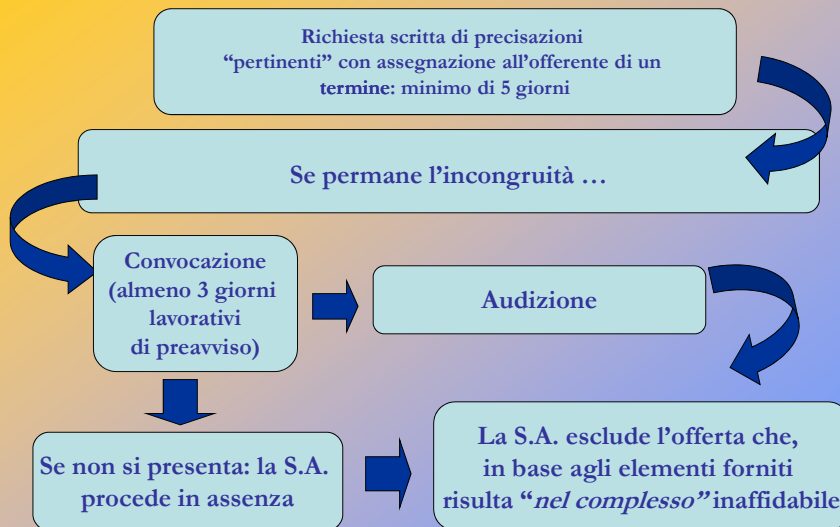 Richiesta scritta di precisazioni
“pertinenti” con assegnazione all’offerente di un
termine: minimo di 5 giorni
Se permane l’incongruità …
Convocazione
(almeno 3 giorni
lavorativi
di preavviso)
Audizione
Se non si presenta: la S.A.
procede in assenza
La S.A. esclude l’offerta che,
in base agli elementi forniti
risulta “nel complesso” inaffidabile